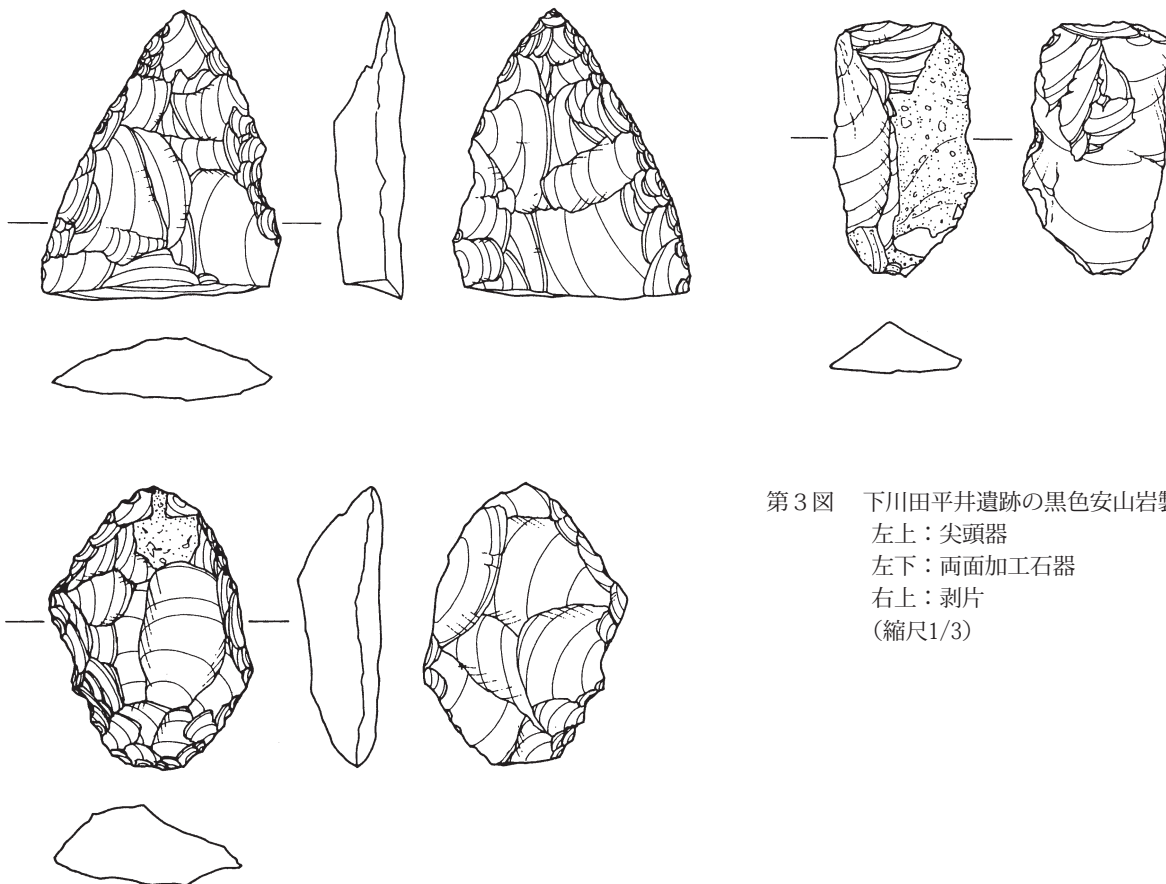 第３図　下川田平井遺跡の黒色安山岩製
左上：尖頭器
左下：両面加工石器
右上：剥片
（縮尺1/3）